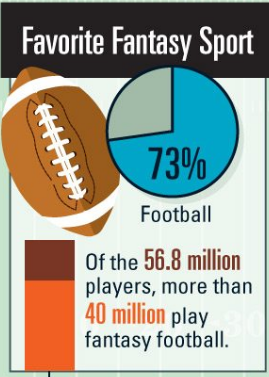 Favorite Fantasy Sport
73%
Football
Of the 56.8 million
players, more than
40 million play
fantasy football.